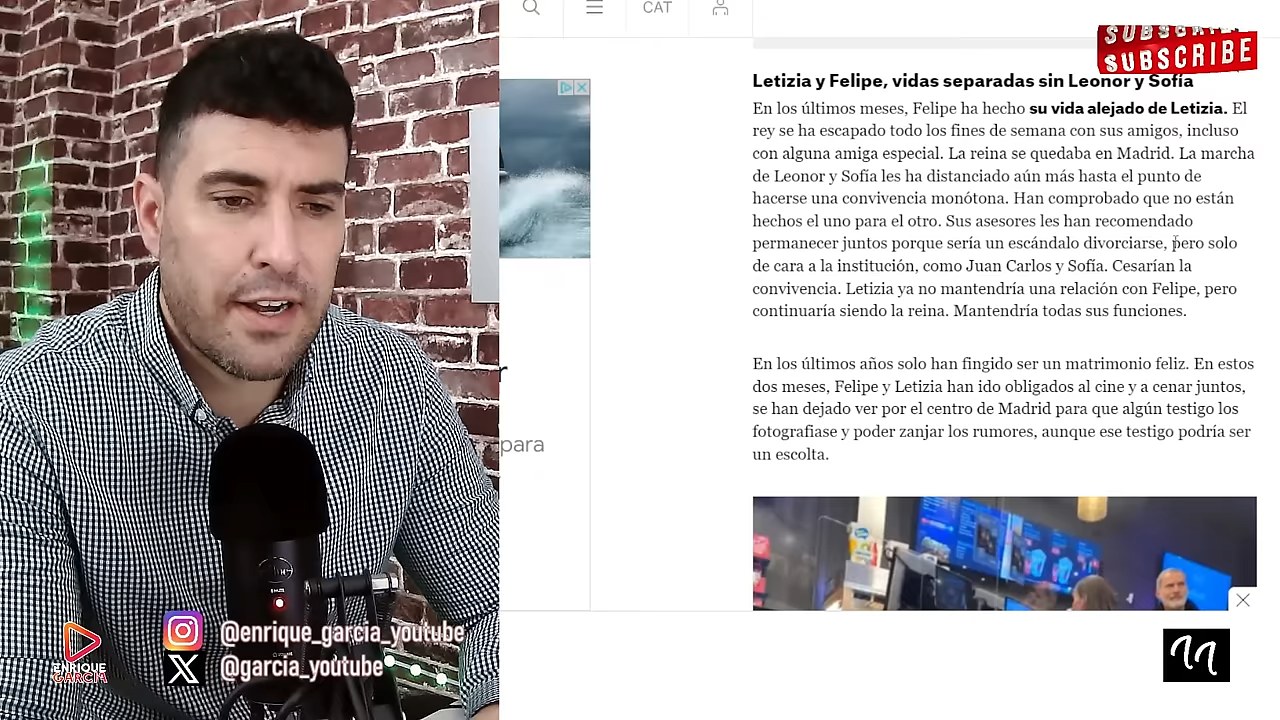 CAT
SUBSCRIBE
SUBSCRIBE
Letizia y Felipe, vidas separadas sin Leonor y Sofía
En los últimos meses, Felipe ha hecho su vida alejado de Letizia. El
rey se ha escapado todo los fines de semana con sus amigos, incluso
con alguna amiga especial. La reina se quedaba en Madrid. La marcha
de Leonor y Sofía les ha distanciado aún más hasta el punto de
hacerse una convivencia monótona. Han comprobado que no están
hechos el uno para el otro. Sus asesores les han recomendado
permanecer juntos porque sería un escándalo divorciarse, pero solo
de cara a la institución, como Juan Carlos y Sofía. Cesarían la
convivencia. Letizia ya no mantendría una relación con Felipe, pero
continuaría siendo la reina. Mantendría todas sus funciones.
En los últimos años solo han fingido ser un matrimonio feliz. En estos
dos meses, Felipe y Letizia han ido obligados al cine y a cenar juntos,
se han dejado ver por el centro de Madrid para que algún testigo los
fotografiase y poder zanjar los rumores, aunque ese testigo podría ser
un escolta.
r
para
@enrique_garcia_youtube
@garcia_youtube
ENRIQUE
GARCIA